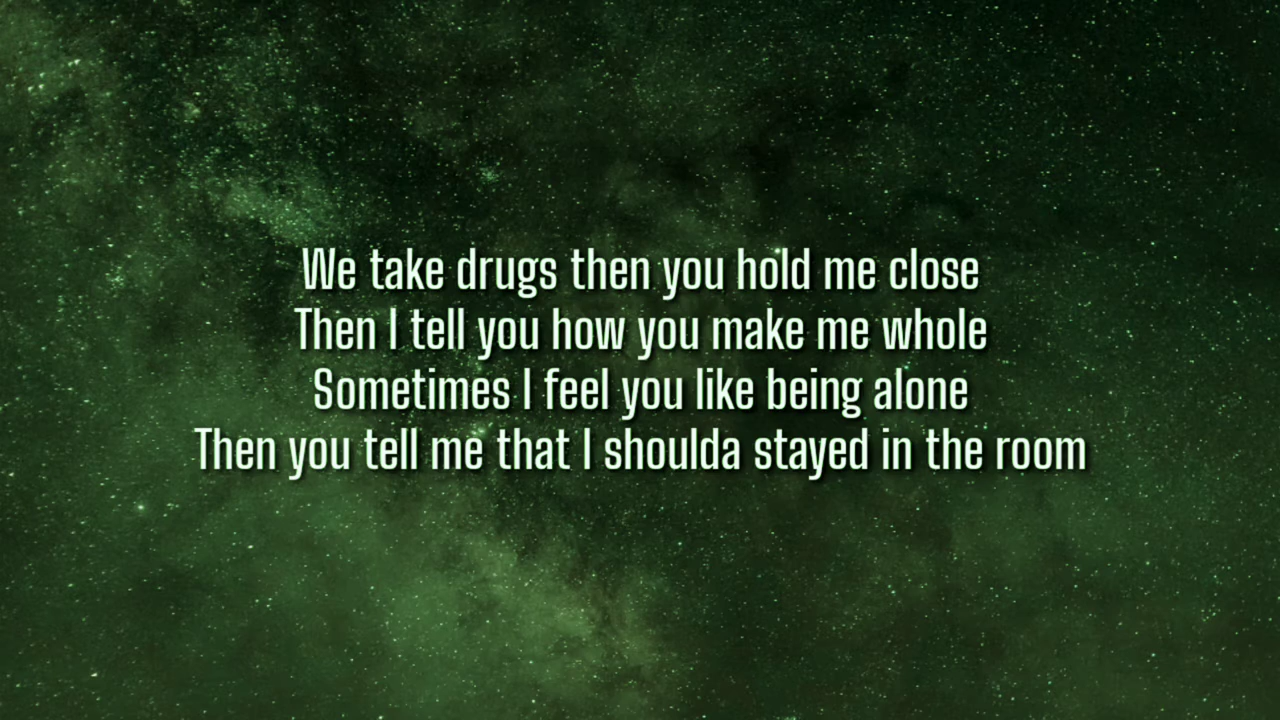 We take drugs then you hold me close
Then I tell you how you make me whole
Sometimes I feel you like being alone
Then you tell me that I shoulda stayed in the room